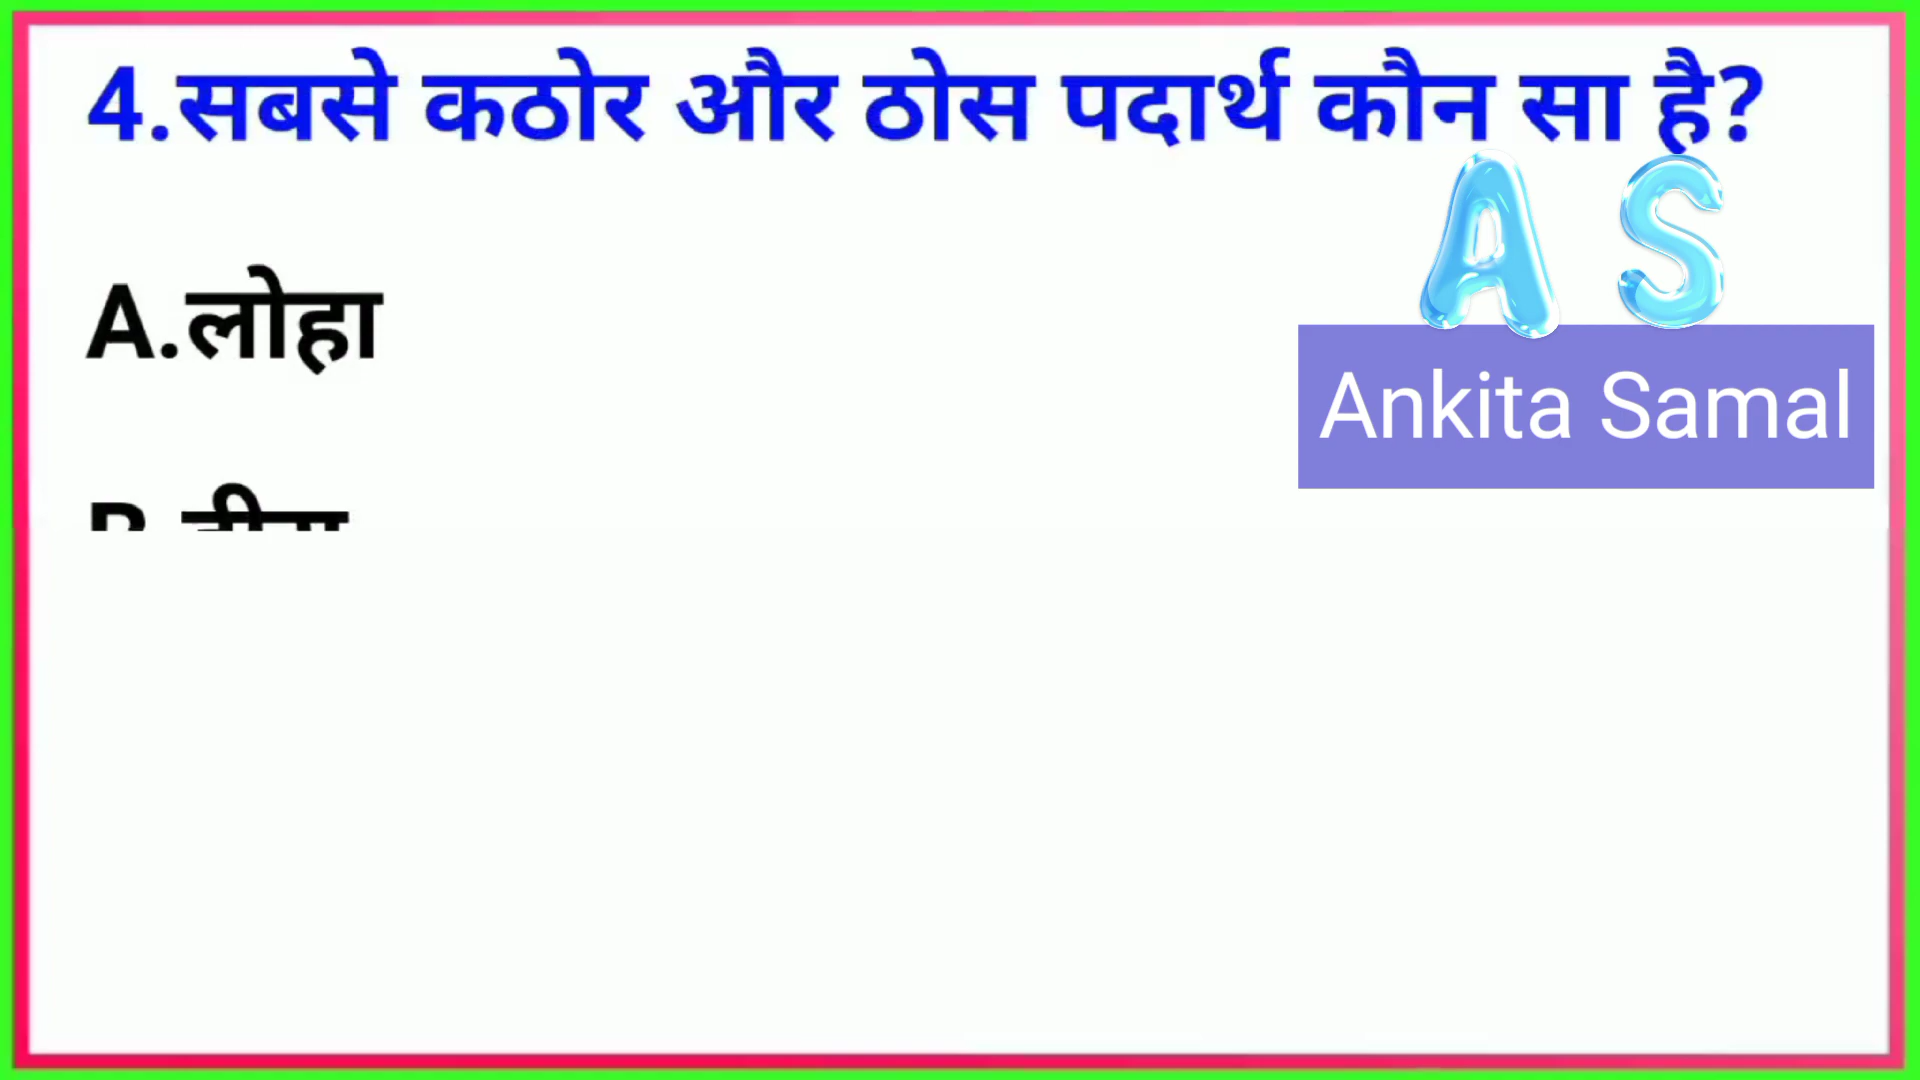 4.सबसे कठोर और ठोस पदार्थ कौन सा है?
A S
A.लोहा
Ankita Samal